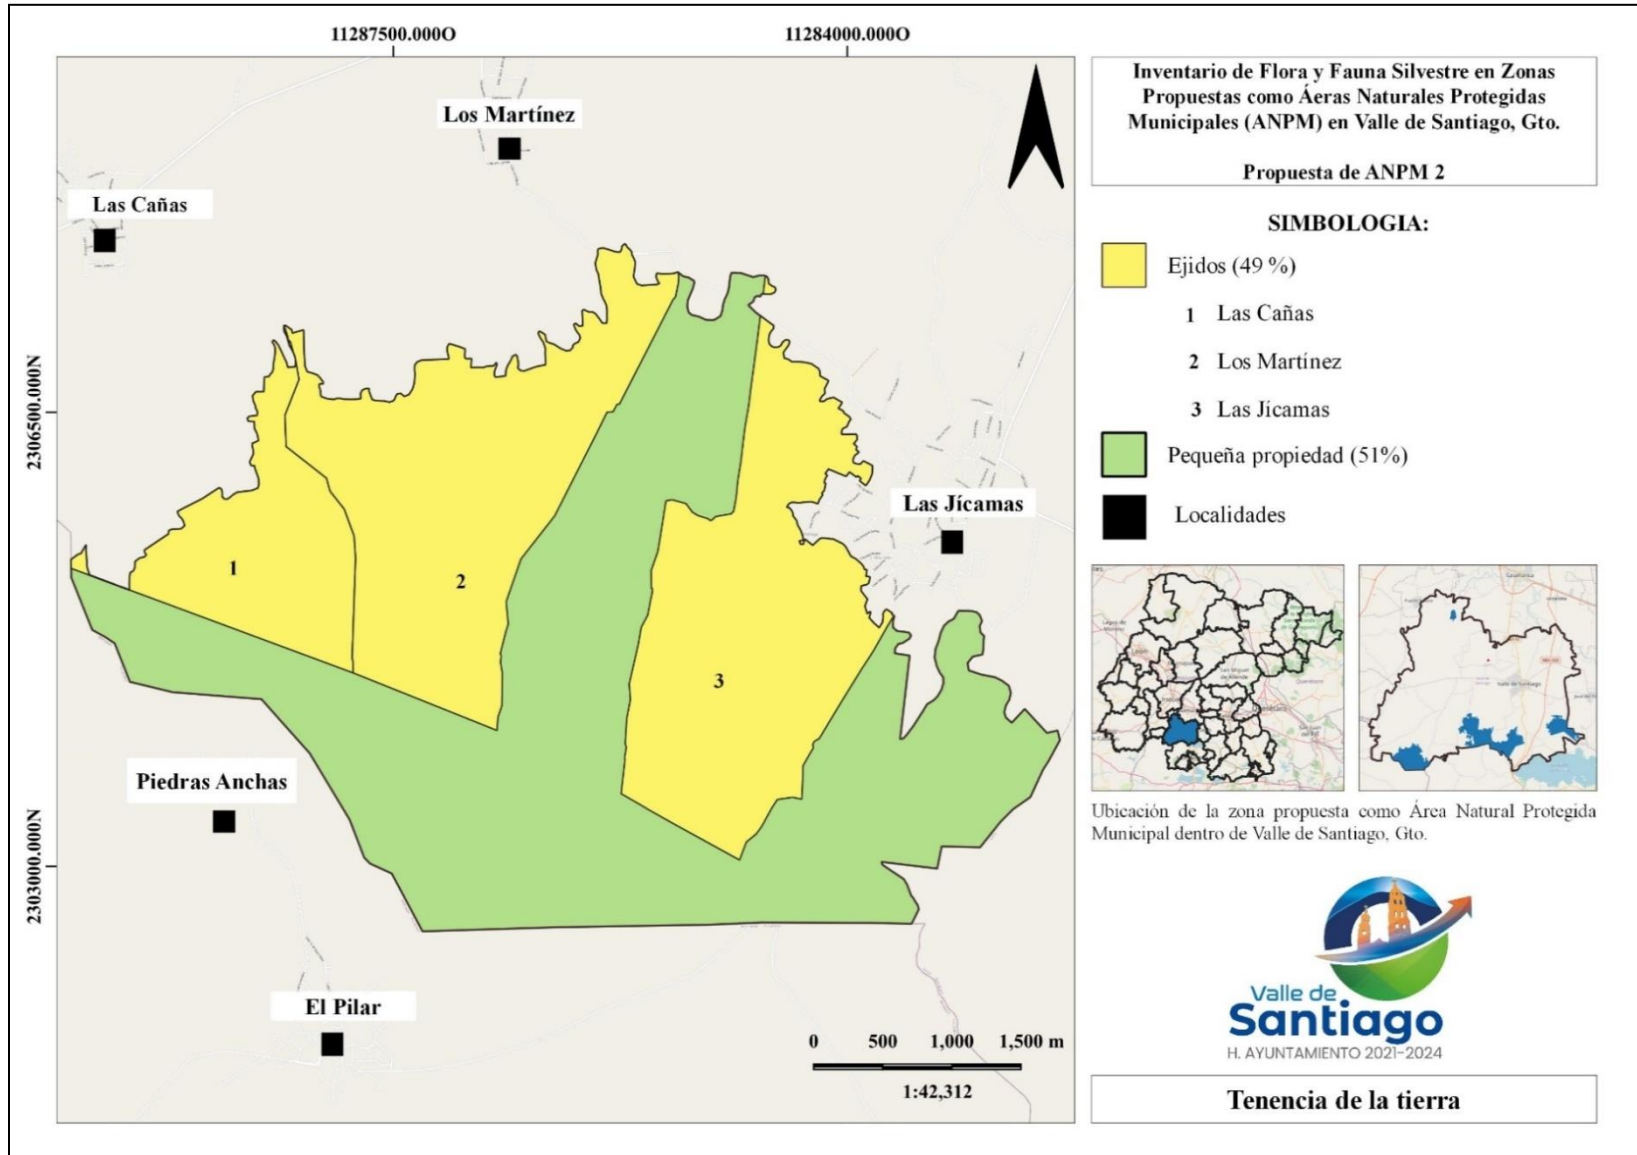 11287500.000O
11284000.000O
2306500.000N
2303000.000N
Los Martínez
Las Cañas
Las Jícamas
Piedras Anchas
El Pilar
1
2
3
0 500 1,000 1,500 m
1:42,312
Inventario de Flora y Fauna Silvestre en Zonas
Propuestas como Áeras Naturales Protegidas
Municipales (ANPM) en Valle de Santiago, Gto.
Propuesta de ANPM 2
SIMBOLOGIA:
Ejidos (49 %)
1 Las Cañas
2 Los Martínez
3 Las Jícamas
Pequeña propiedad (51%)
Localidades
Ubicación de la zona propuesta como Área Natural Protegida
Municipal dentro de Valle de Santiago, Gto.
Valle de
Santiago
H. AYUNTAMIENTO 2021-2024
Tenencia de la tierra